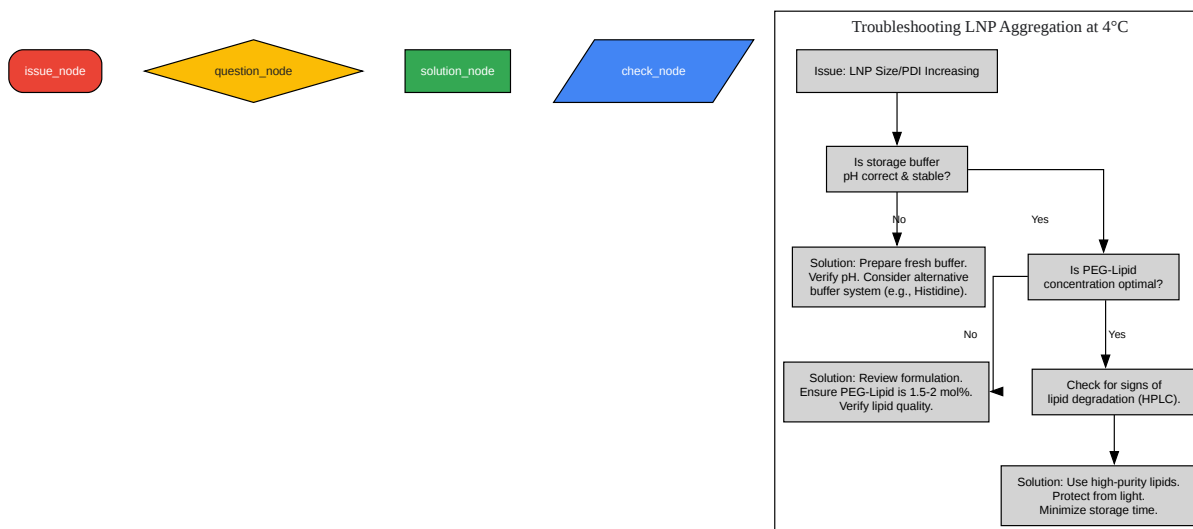 issue_node
question_node
solution_node
check_node
Troubleshooting LNP Aggregation at 4°C
Issue: LNP Size/PDI Increasing
Is storage buffer
pH correct & stable?
No
Yes
Solution: Prepare fresh buffer.
Verify pH. Consider alternative
buffer system (e.g., Histidine).
Is PEG-Lipid
concentration optimal?
No
Yes
Solution: Review formulation.
Ensure PEG-Lipid is 1.5-2 mol%.
Verify lipid quality.
Check for signs of
lipid degradation (HPLC).
Solution: Use high-purity lipids.
Protect from light.
Minimize storage time.